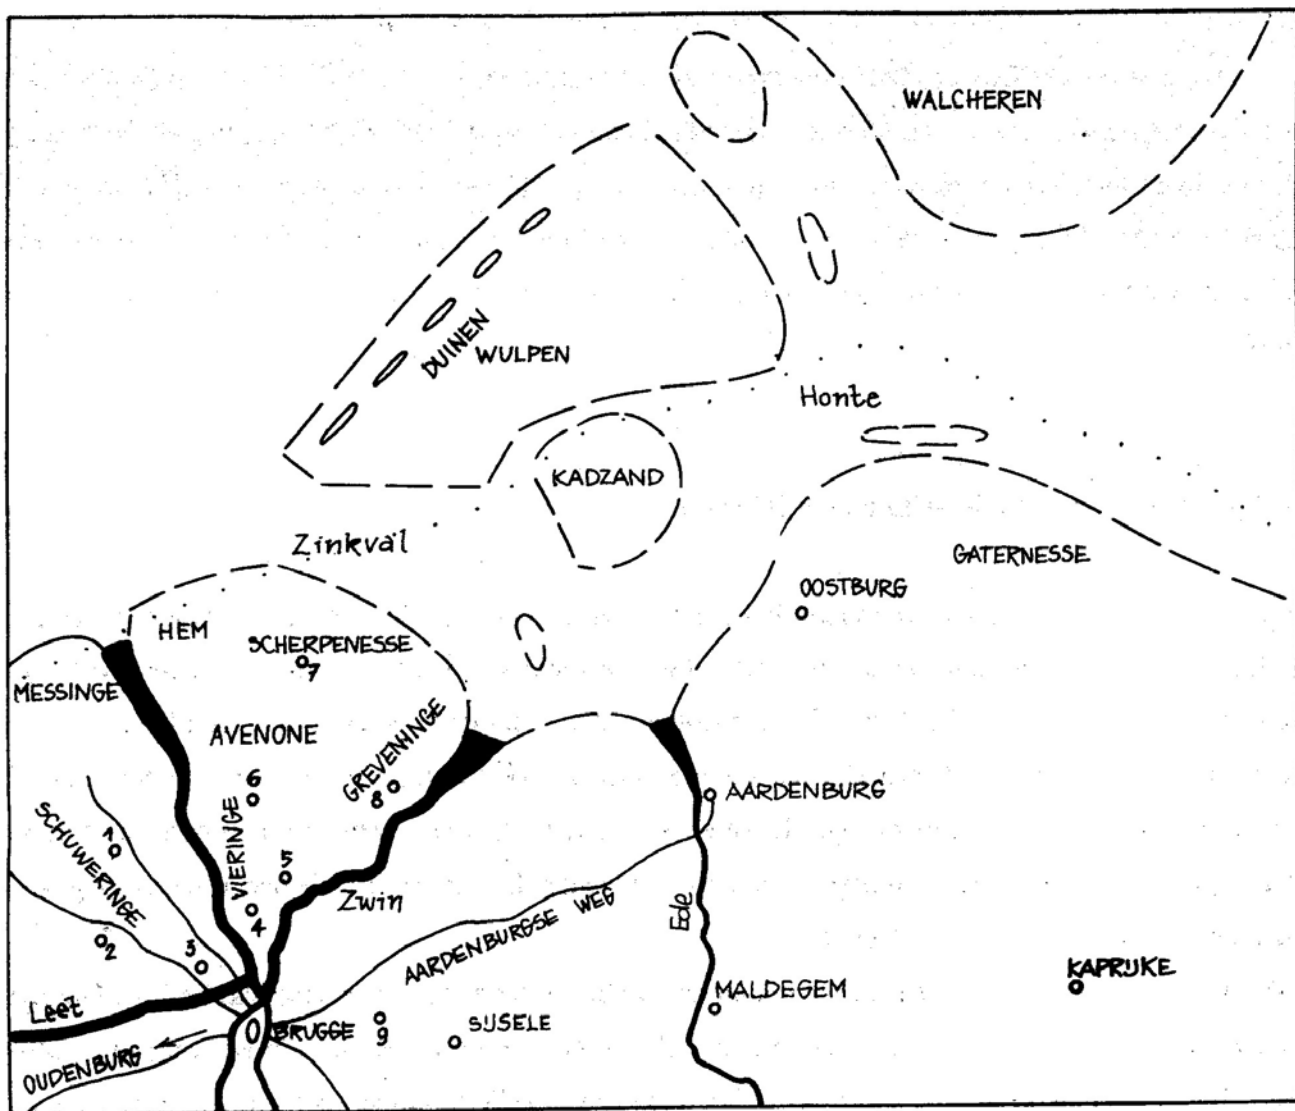 WALCHEREN
DUINEN
WULPEN
Honte
KADZAND
Zinkväl
GATERNESSE
OOSTBURG
HEM
SCHERPENESSE
7
MESSINGE
AVENONE
GREVENINGE
8
6
VIERINGE
AARDENBURG
SCHUWERINGE
1
5
Zwin
4
2
3
AARDENBURGSE WEG
Ede
KAPRIJKE
MALDEGEM
Leet
BRUGGE
9
SIJSELE
OUDENBURG